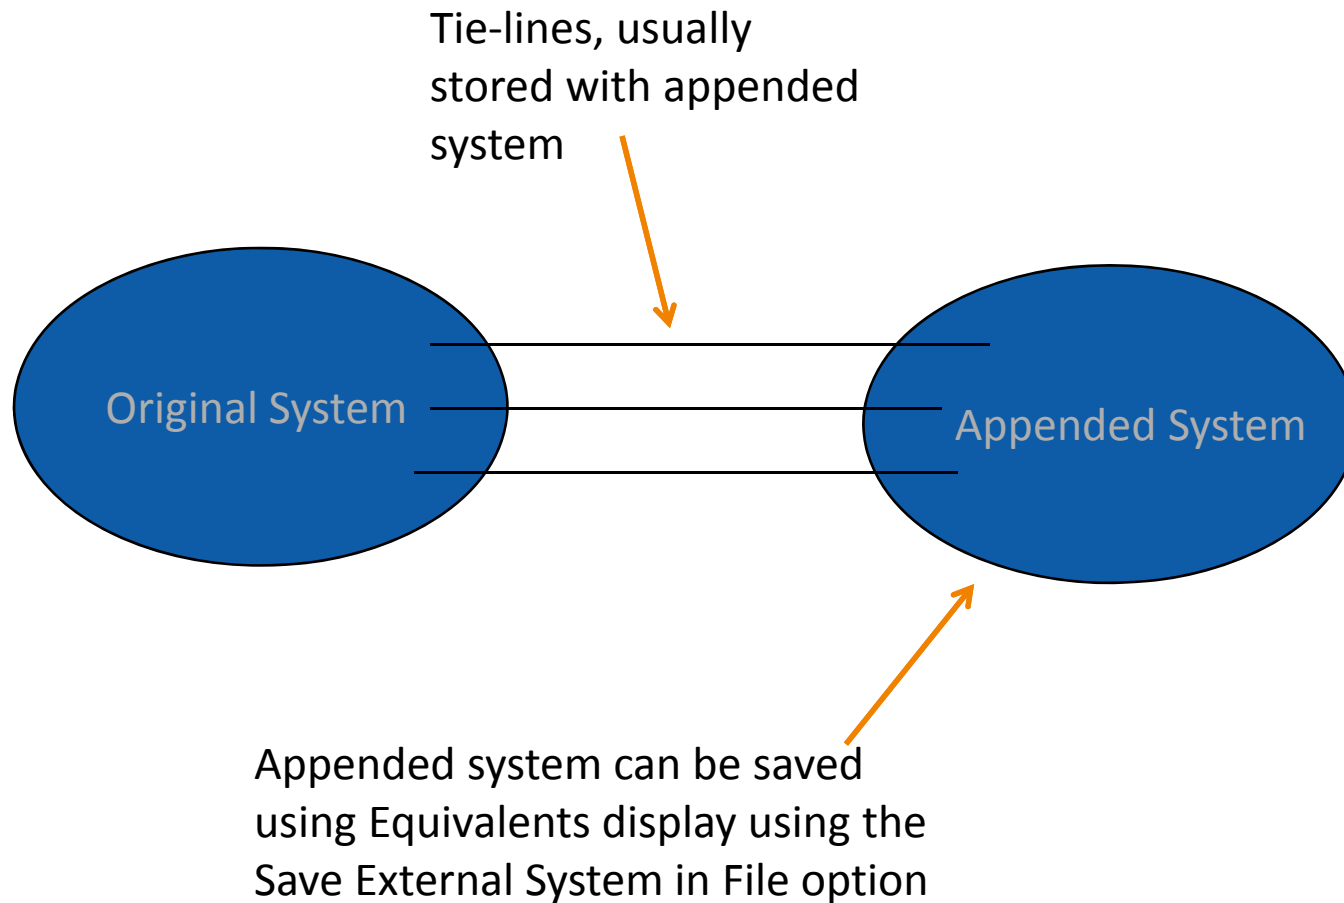 Tie-lines, usually
stored with appended
system
Original System
Appended System
Appended system can be saved
using Equivalents display using the
Save External System in File option